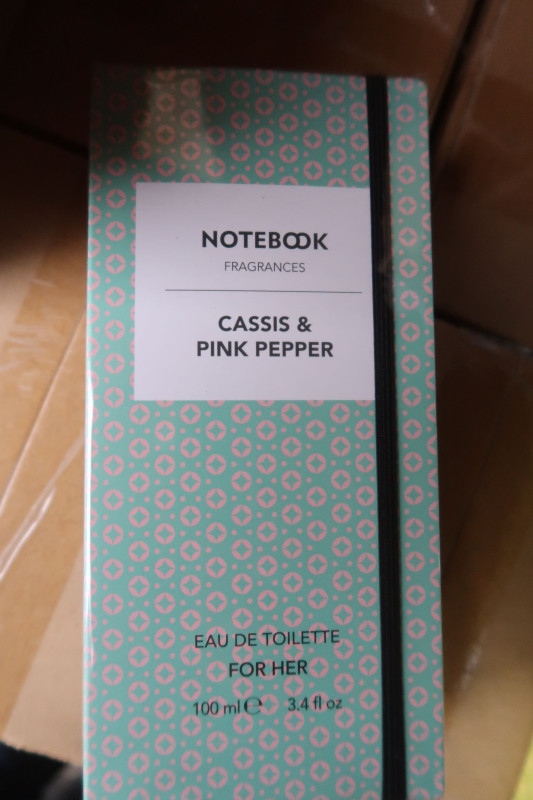 NOTEBOOK
FRAGRANCES
CASSIS &
PINK PEPPER
EAU DE TOILETTE
FOR HER
100 ml ℮ 3.4 fl oz